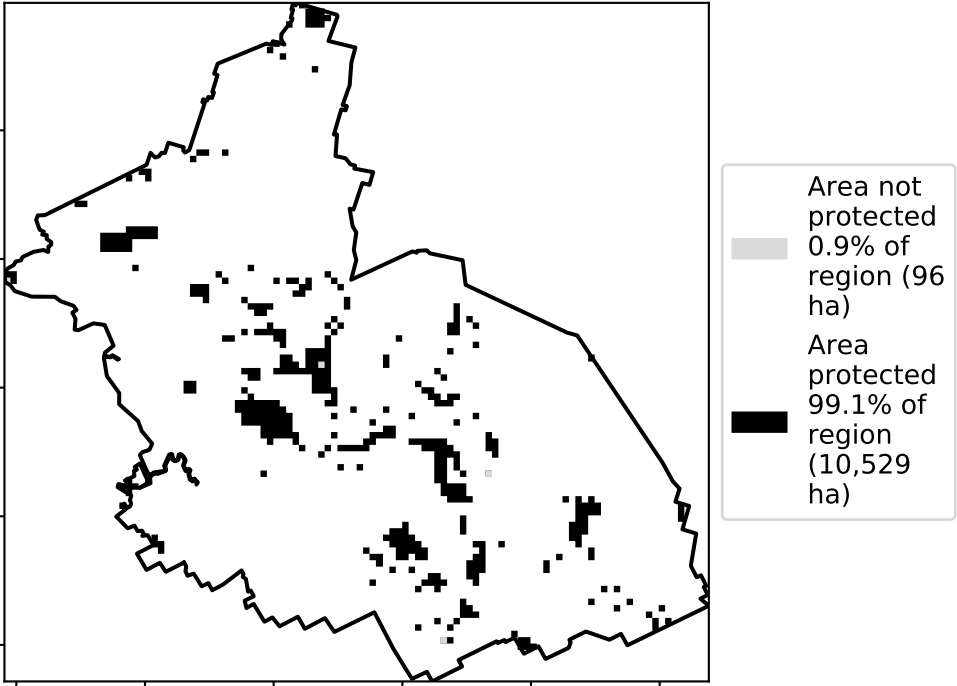 Area not
protected
0.9% of
region (96
ha)
Area
protected
99.1% of
region
(10,529
ha)